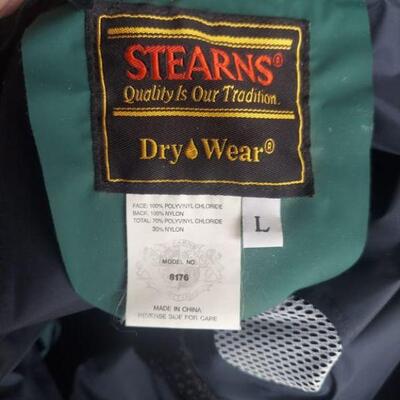 STEARNS®
Quality Is Our Tradition.
Dry Wear®
FACE: 100% POLYVINYL CHLORIDE
BACK: 100% NYLON
TOTAL: 70% POLYVINYL CHLORIDE
30% NYLON
L
MODEL NO.
6176
MADE IN CHINA
REVERSE SIDE FOR CARE